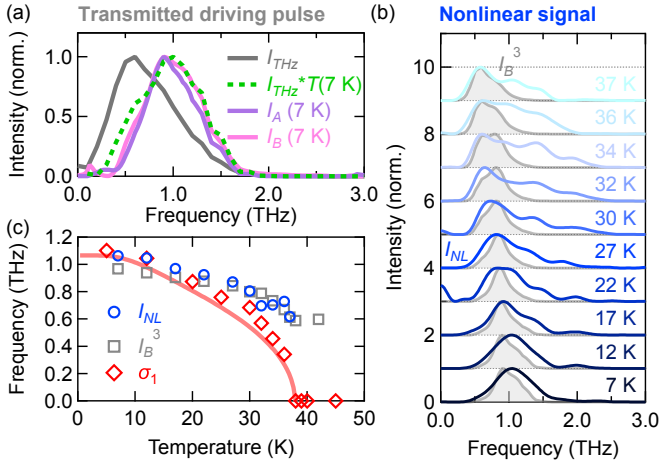 (a)
Transmitted driving pulse
Intensity (norm.)
1.0
0.5
0.0
I_THz
I_THz*T(7 K)
I_A (7 K)
I_B (7 K)
0.0 1.0 2.0 3.0
Frequency (THz)
(b)
Nonlinear signal
Intensity (norm.)
10
8
6
4
2
0
I_B^3
37 K
36 K
34 K
32 K
30 K
I_NL
27 K
22 K
17 K
12 K
7 K
0.0 1.0 2.0 3.0
Frequency (THz)
(c)
Frequency (THz)
1.2
1.0
0.8
0.6
0.4
0.2
0.0
I_NL
I_B^3
σ_1
0 10 20 30 40 50
Temperature (K)